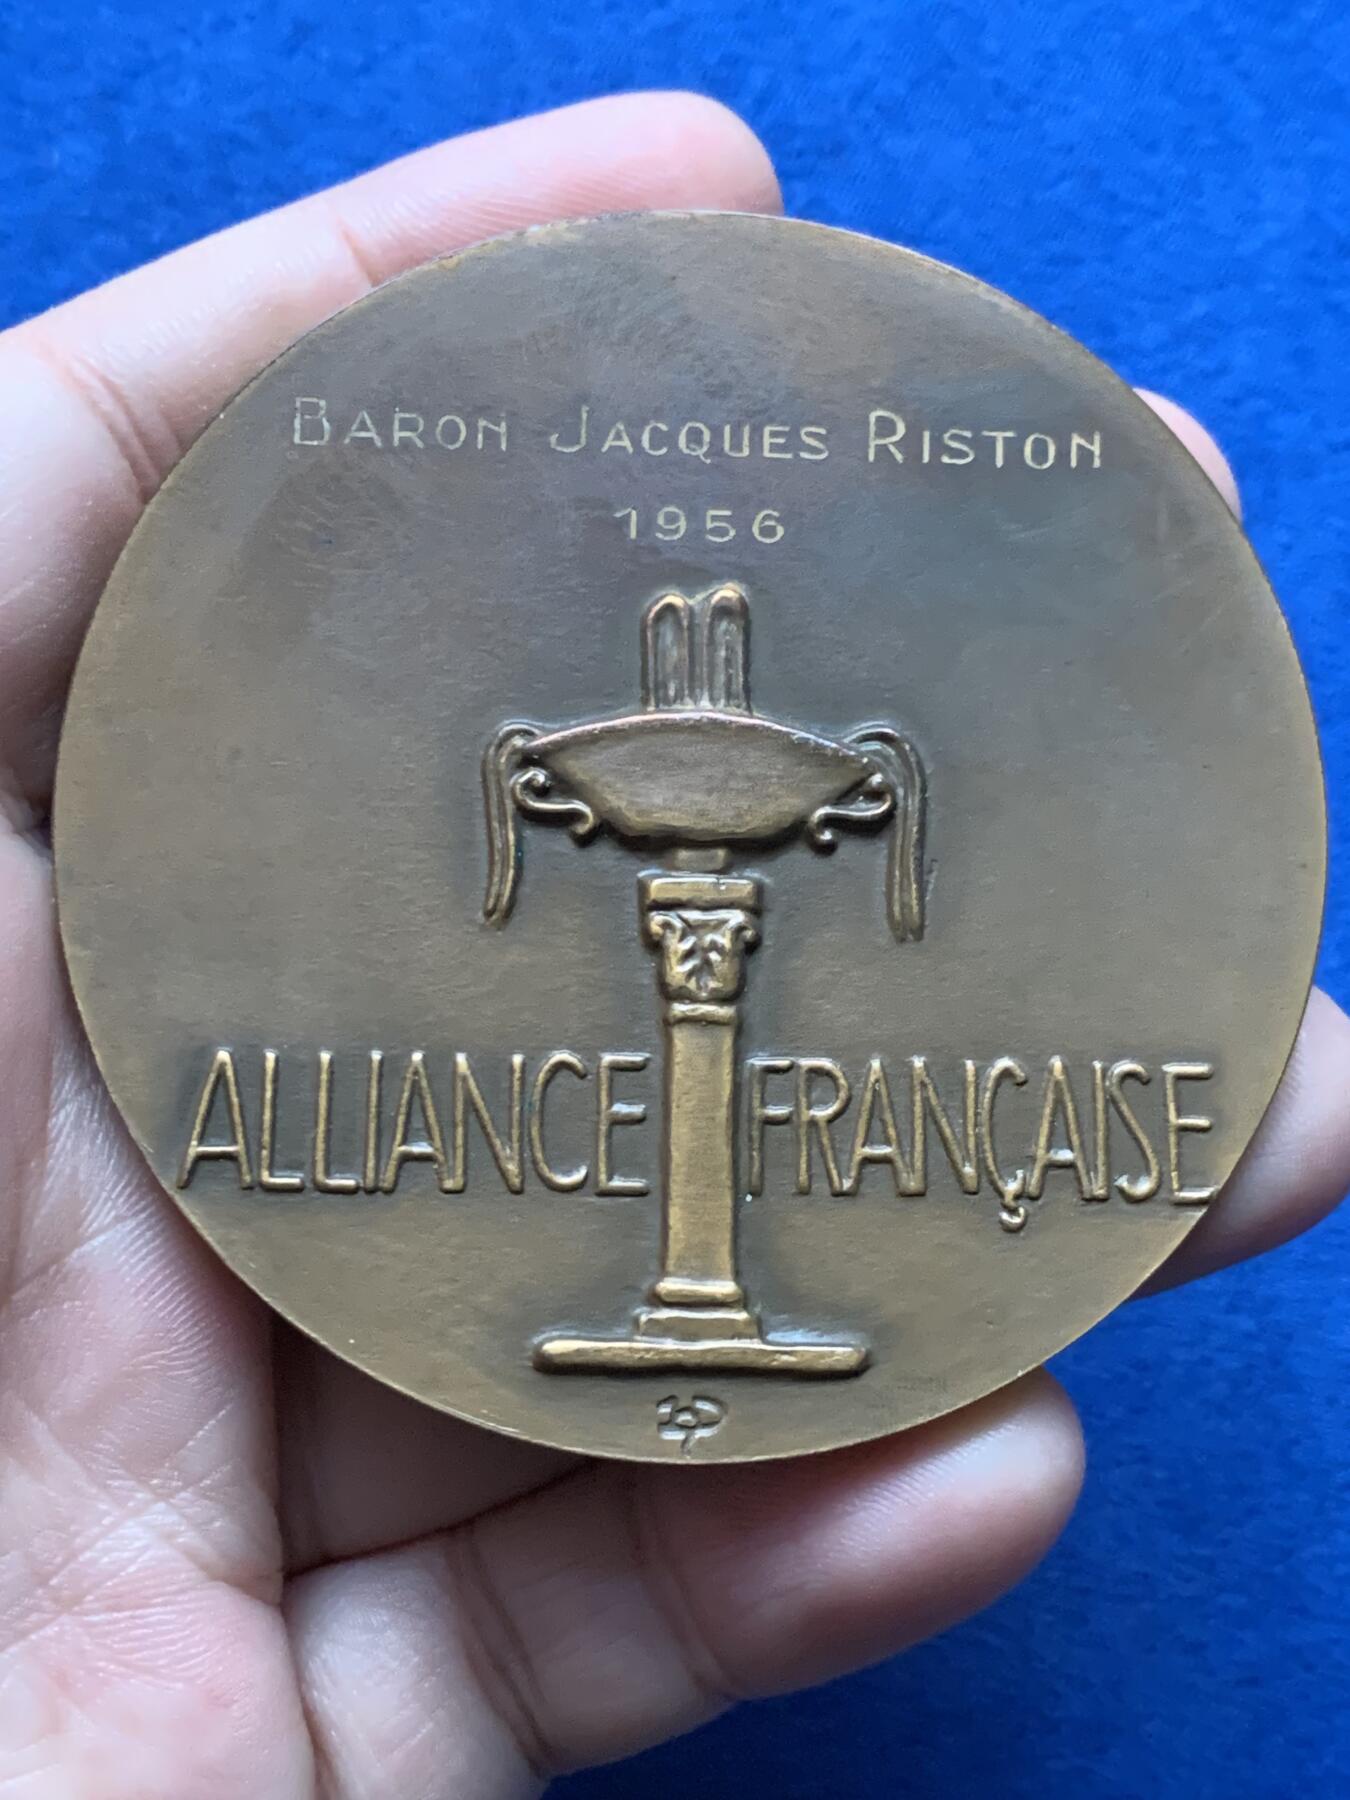 BARON JACQUES RISTON
1956
ALLIANCE FRANÇAISE